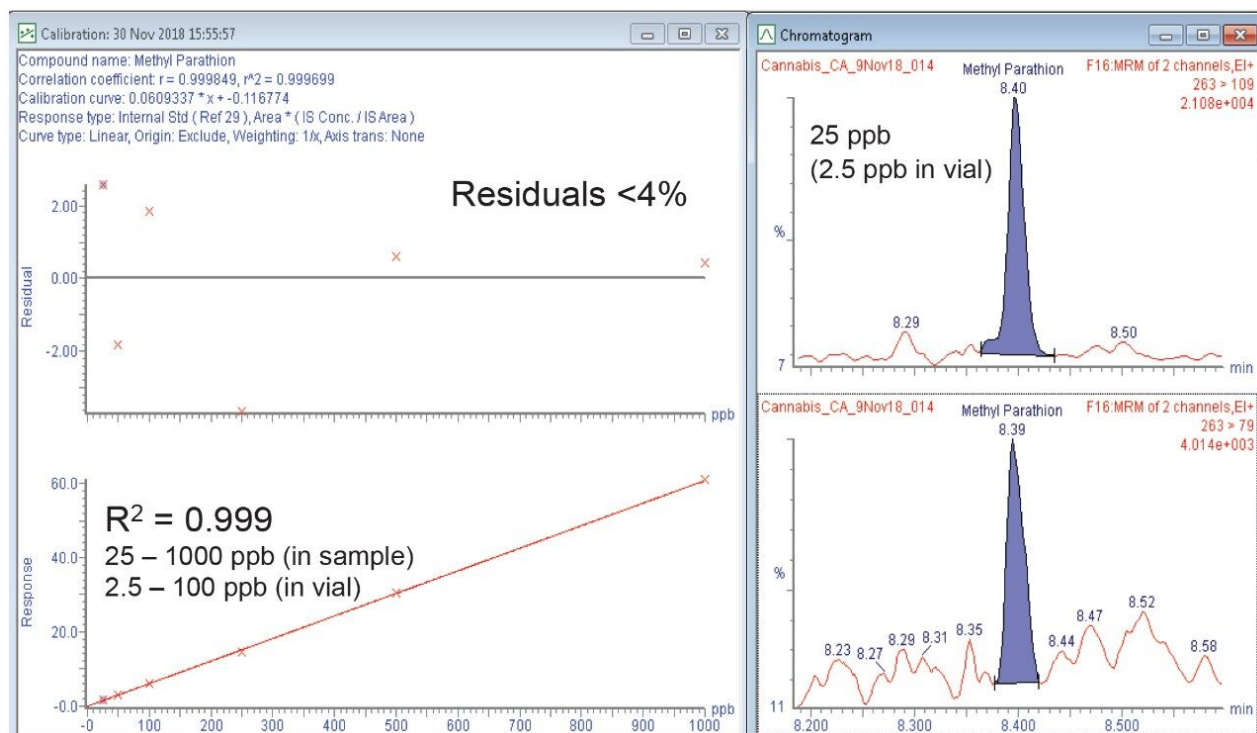 Calibration: 30 Nov 2018 15:55:57
Compound name: Methyl Parathion
Correlation coefficient: r = 0.999849, r^2 = 0.999699
Calibration curve: 0.0609337 * x + -0.116774
Response type: Internal Std ( Ref 29 ), Area * ( IS Conc. / IS Area )
Curve type: Linear, Origin: Exclude, Weighting: 1/x, Axis trans: None
Residuals <4%
2.00
0.00
-2.00
Residual
ppb
60.0
40.0
20.0
-0.0
Response
R² = 0.999
25 – 1000 ppb (in sample)
2.5 – 100 ppb (in vial)
-0 100 200 300 400 500 600 700 800 900 1000
ppb
Chromatogram
Cannabis_CA_9Nov18_014
Methyl Parathion
8.40
F16:MRM of 2 channels,EI+
263 > 109
2.108e+004
25 ppb
(2.5 ppb in vial)
%
8.29
8.50
7
min
Cannabis_CA_9Nov18_014
Methyl Parathion
8.39
F16:MRM of 2 channels,EI+
263 > 79
4.014e+003
%
8.23
8.27
8.29
8.31
8.35
8.44
8.47
8.52
8.58
11
min
8.200 8.300 8.400 8.500